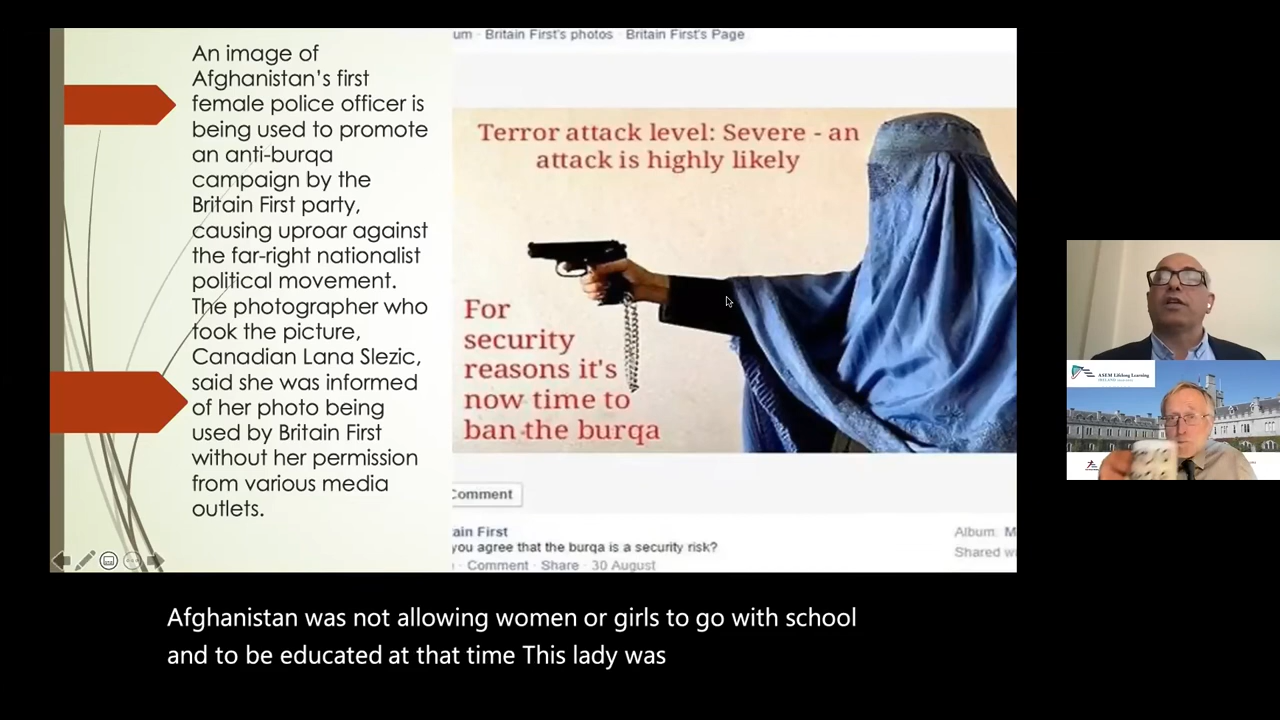 An image of
Afghanistan's first
female police officer is
being used to promote
an anti-burqa
campaign by the
Britain First party,
causing uproar against
the far-right nationalist
political movement.
The photographer who
took the picture,
Canadian Lana Slezic,
said she was informed
of her photo being
used by Britain First
without her permission
from various media
outlets.
um · Britain First's photos · Britain First's Page
Terror attack level: Severe - an
attack is highly likely
For
security
reasons it's
now time to
ban the burqa
Comment
ain First
you agree that the burqa is a security risk?
· Comment · Share · 30 August
Album: M
Shared w
ASEM Lifelong Learning
Afghanistan was not allowing women or girls to go with school
and to be educated at that time This lady was